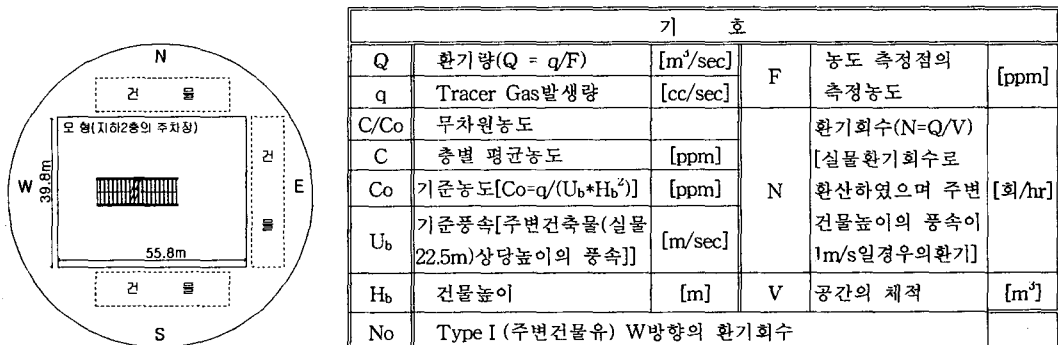 N
건 물
모 형(지하2층의 주차장)
39.8m
W
E
건
물
55.8m
건 물
S
기 호
Q 환기량(Q = q/F) [m³/sec]
q Tracer Gas발생량 [cc/sec]
F 농도 측정점의 측정농도 [ppm]
C/Co 무차원농도
C 층별 평균농도 [ppm]
Co 기준농도[Co=q/(Ub*Hb²)] [ppm]
Ub 기준풍속[주변건축물(실물
22.5m)상당높이의 풍속]] [m/sec]
N 환기회수(N=Q/V)
[실물환기회수로
환산하였으며 주변
건물높이의 풍속이
1m/s일경우의환기] [회/hr]
Hb 건물높이 [m]
V 공간의 체적 [m³]
No Type I (주변건물유) W방향의 환기회수